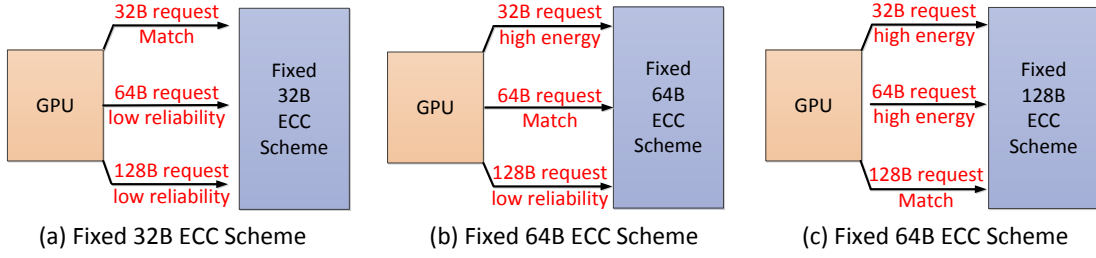 32B request
Match
GPU
64B request
low reliability
128B request
low reliability
Fixed
32B
ECC
Scheme
(a) Fixed 32B ECC Scheme
32B request
high energy
GPU
64B request
Match
128B request
low reliability
Fixed
64B
ECC
Scheme
(b) Fixed 64B ECC Scheme
32B request
high energy
GPU
64B request
high energy
128B request
Match
Fixed
128B
ECC
Scheme
(c) Fixed 64B ECC Scheme